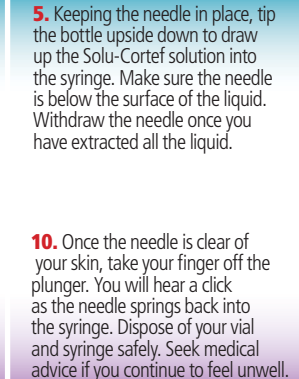 5. Keeping the needle in place, tip
the bottle upside down to draw
up the Solu-Cortef solution into
the syringe. Make sure the needle
is below the surface of the liquid.
Withdraw the needle once you
have extracted all the liquid.
10. Once the needle is clear of
your skin, take your finger off the
plunger. You will hear a click
as the needle springs back into
the syringe. Dispose of your vial
and syringe safely. Seek medical
advice if you continue to feel unwell.